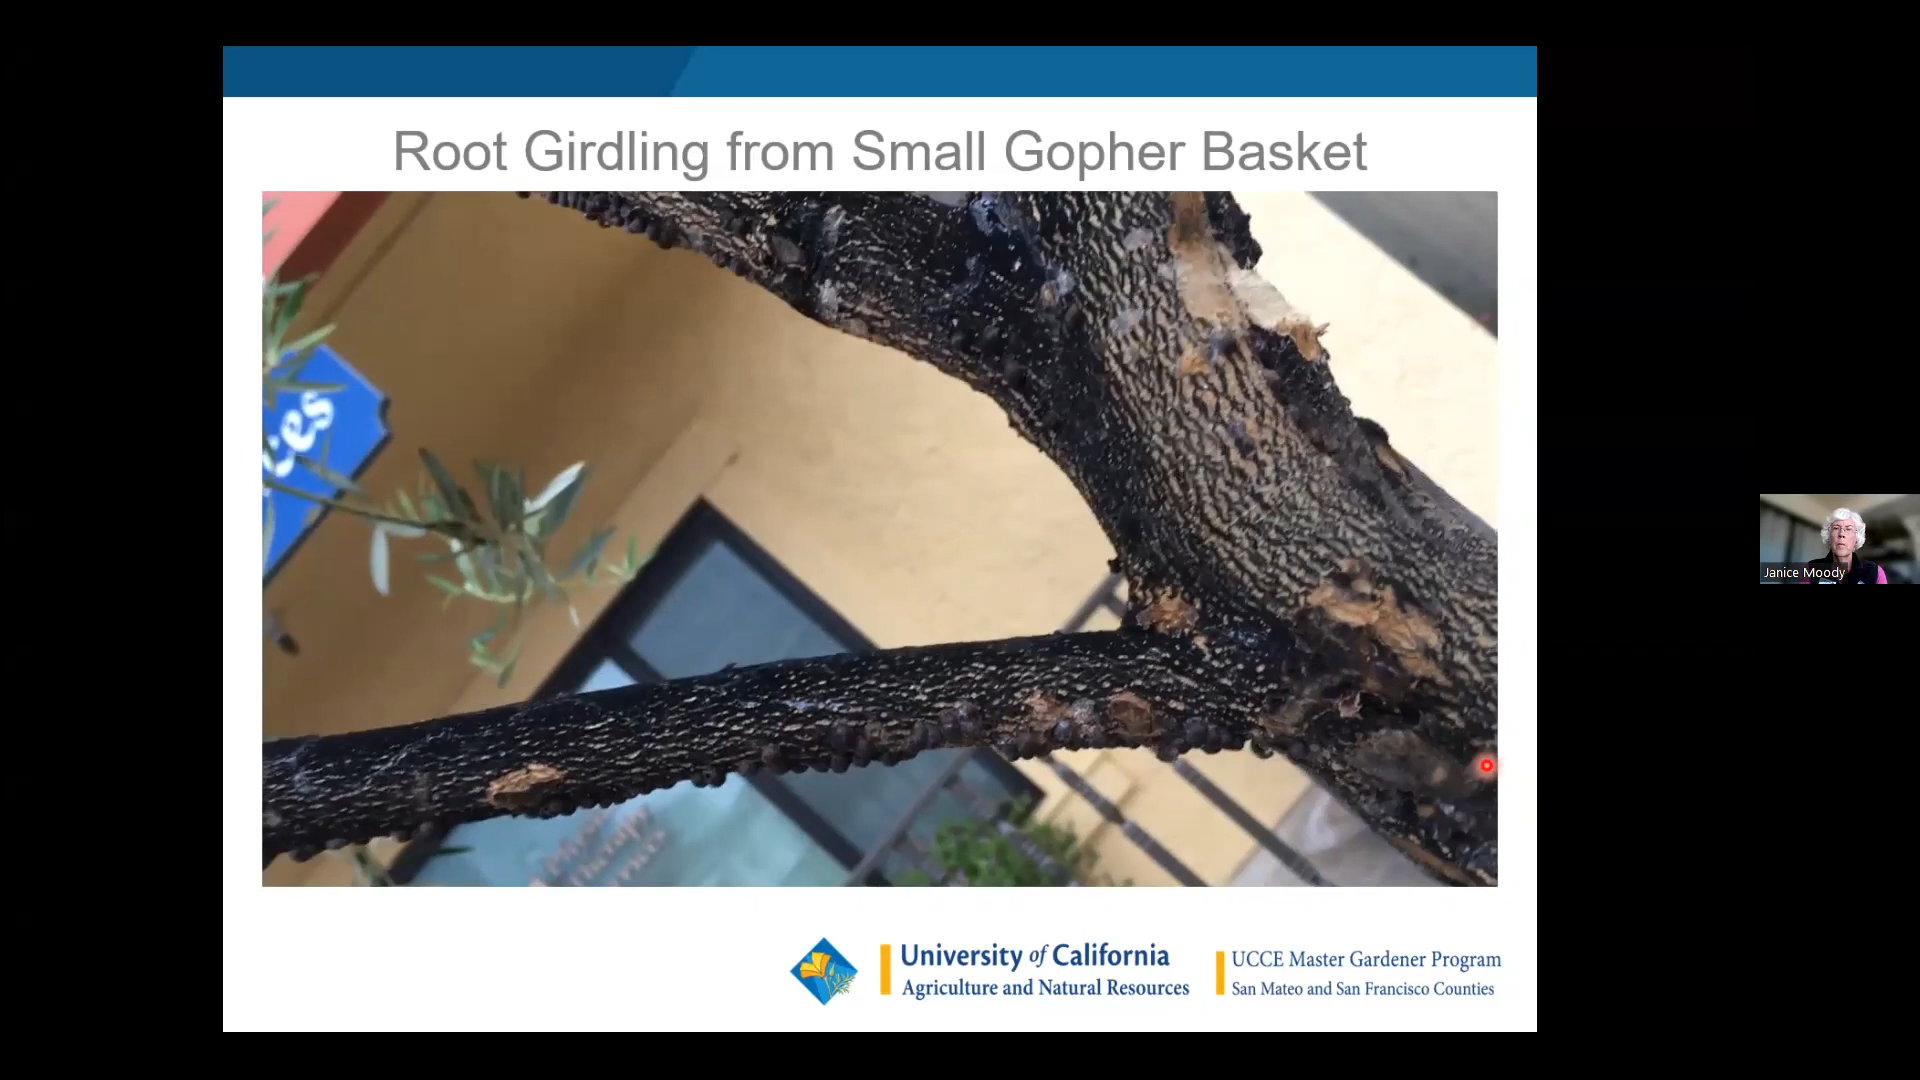 Root Girdling from Small Gopher Basket
University of California
Agriculture and Natural Resources
UCCE Master Gardener Program
San Mateo and San Francisco Counties
Janice Moody